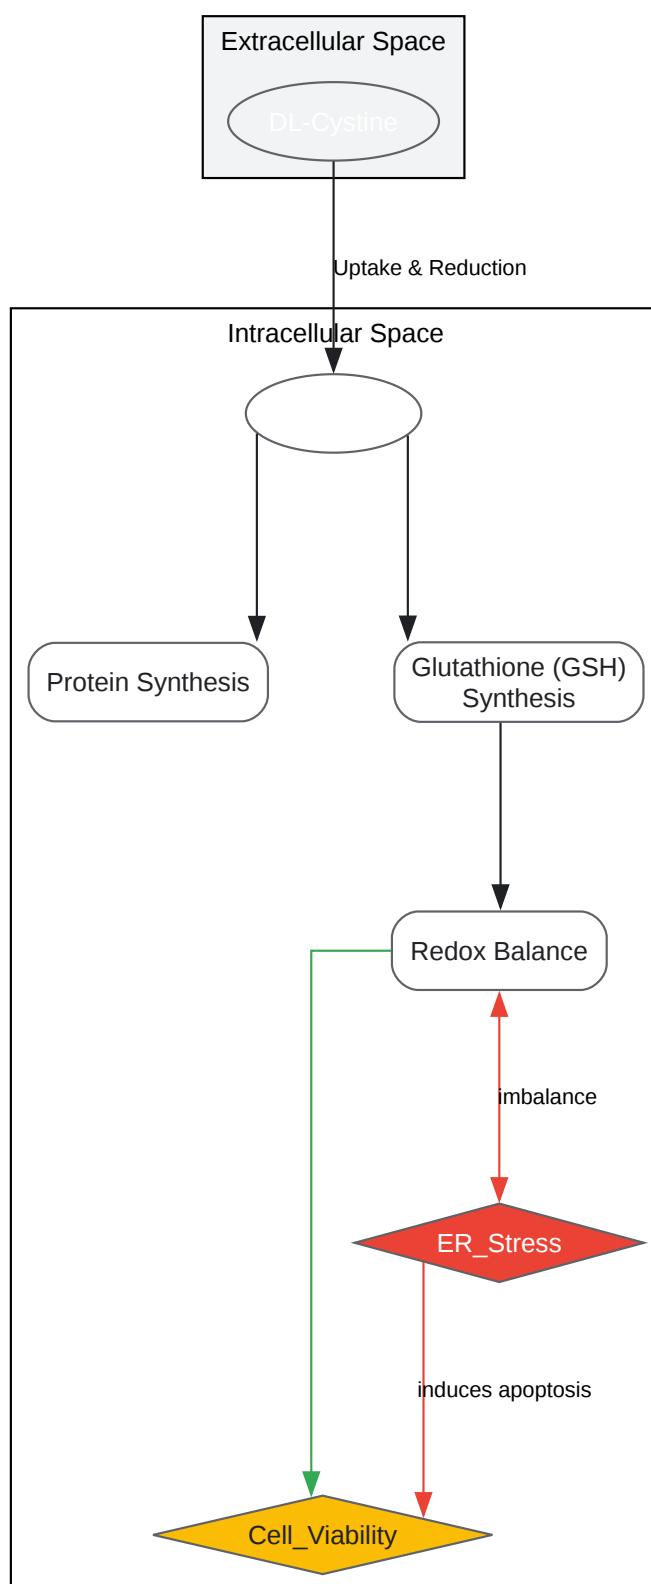 Extracellular Space
DL-Cystine
Uptake & Reduction
Intracellular Space
Protein Synthesis
Glutathione (GSH)
Synthesis
Redox Balance
imbalance
ER_Stress
induces apoptosis
Cell_Viability